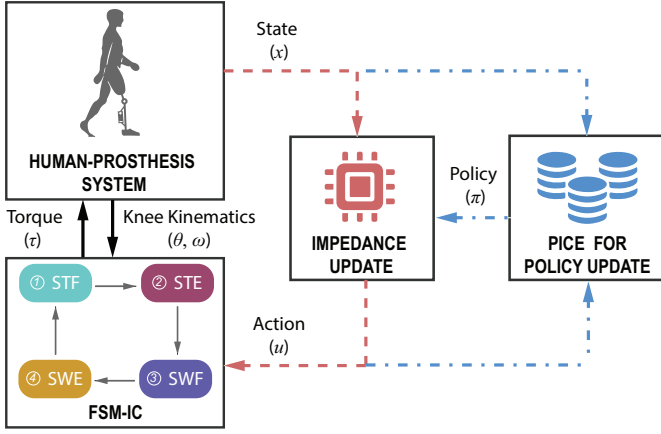 State
(x)
HUMAN-PROSTHESIS
SYSTEM
Torque
(τ)
Knee Kinematics
(θ, ω)
IMPEDANCE
UPDATE
Policy
(π)
PICE FOR
POLICY UPDATE
① STF
② STE
④ SWE
③ SWF
FSM-IC
Action
(u)